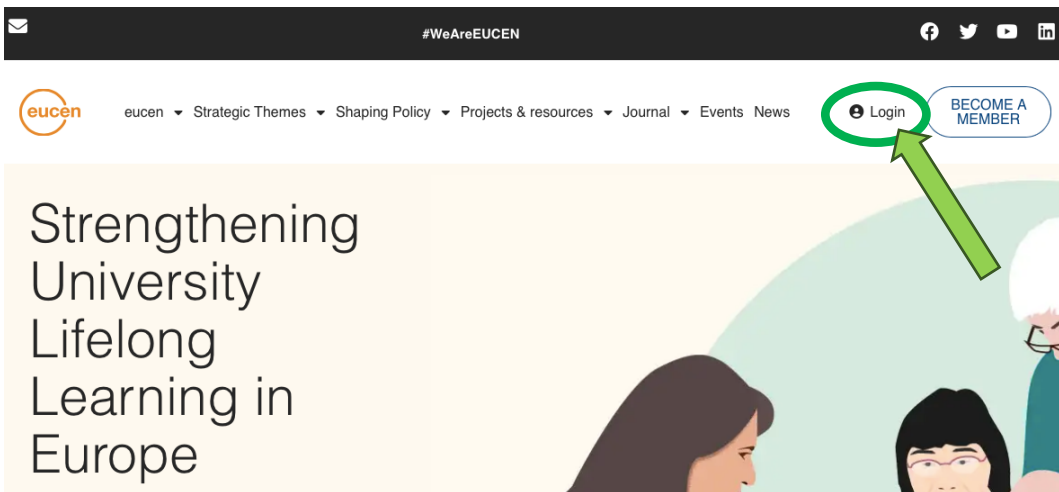 #WeAreEUCEN
eucen
eucen Strategic Themes Shaping Policy Projects & resources Journal Events News
Login
BECOME A
MEMBER
Strengthening
University
Lifelong
Learning in
Europe